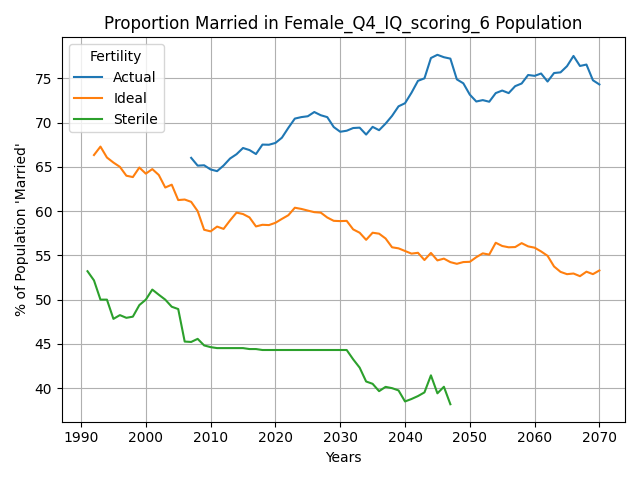 Proportion Married in Female_Q4_IQ_scoring_6 Population
Fertility
Actual
Ideal
Sterile
% of Population 'Married'
75
70
65
60
55
50
45
40
1990
2000
2010
2020
2030
2040
2050
2060
2070
Years